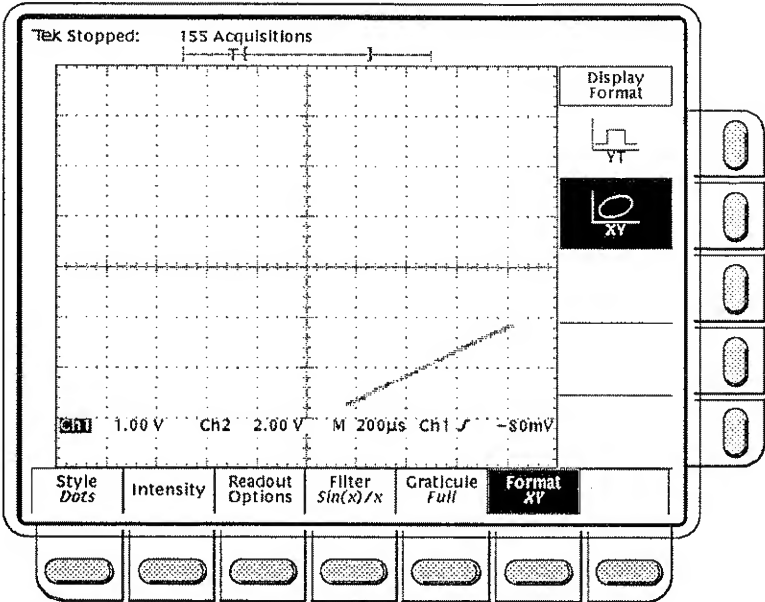 Tek Stopped: 155 Acquisitions
T
Display
Format
YT
XY
Ch1 1.00 V Ch2 2.00 V M 200µs Ch1 ƒ -80mV
Style
Dots
Intensity
Readout
Options
Filter
Sin(x)/x
Graticule
Full
Format
XY